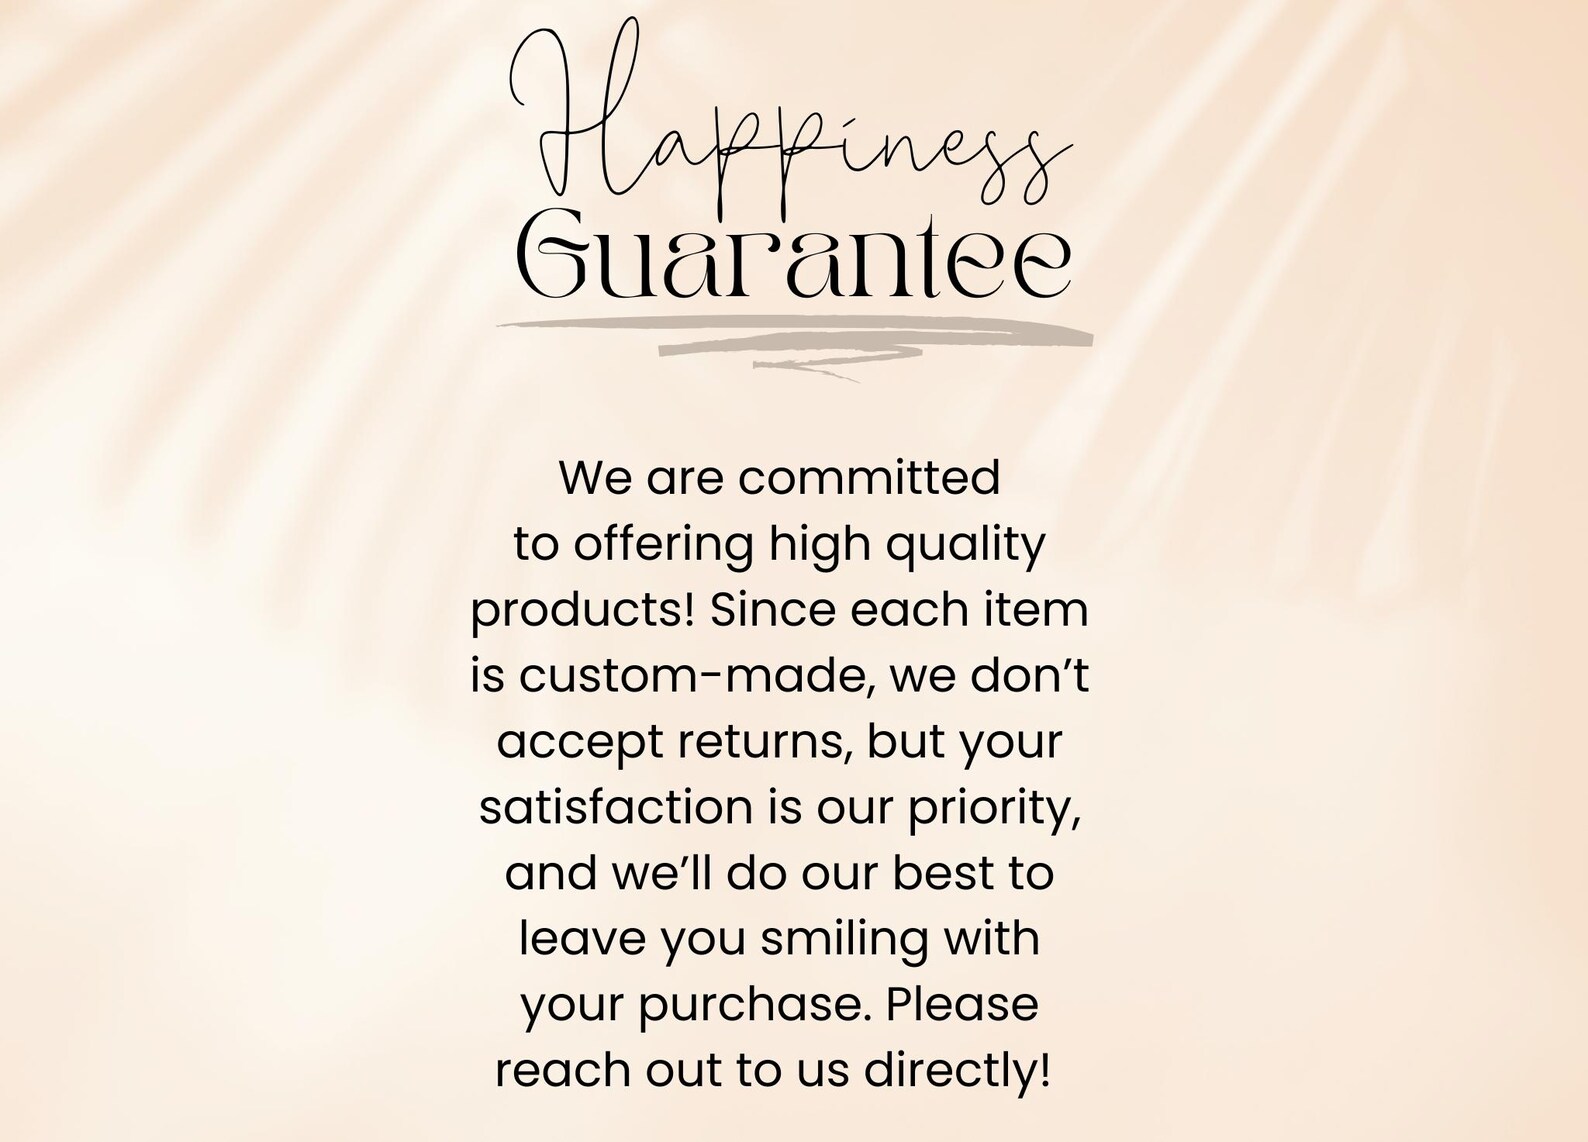 Happiness
Guarantee
We are committed
to offering high quality
products! Since each item
is custom-made, we don’t
accept returns, but your
satisfaction is our priority,
and we’ll do our best to
leave you smiling with
your purchase. Please
reach out to us directly!